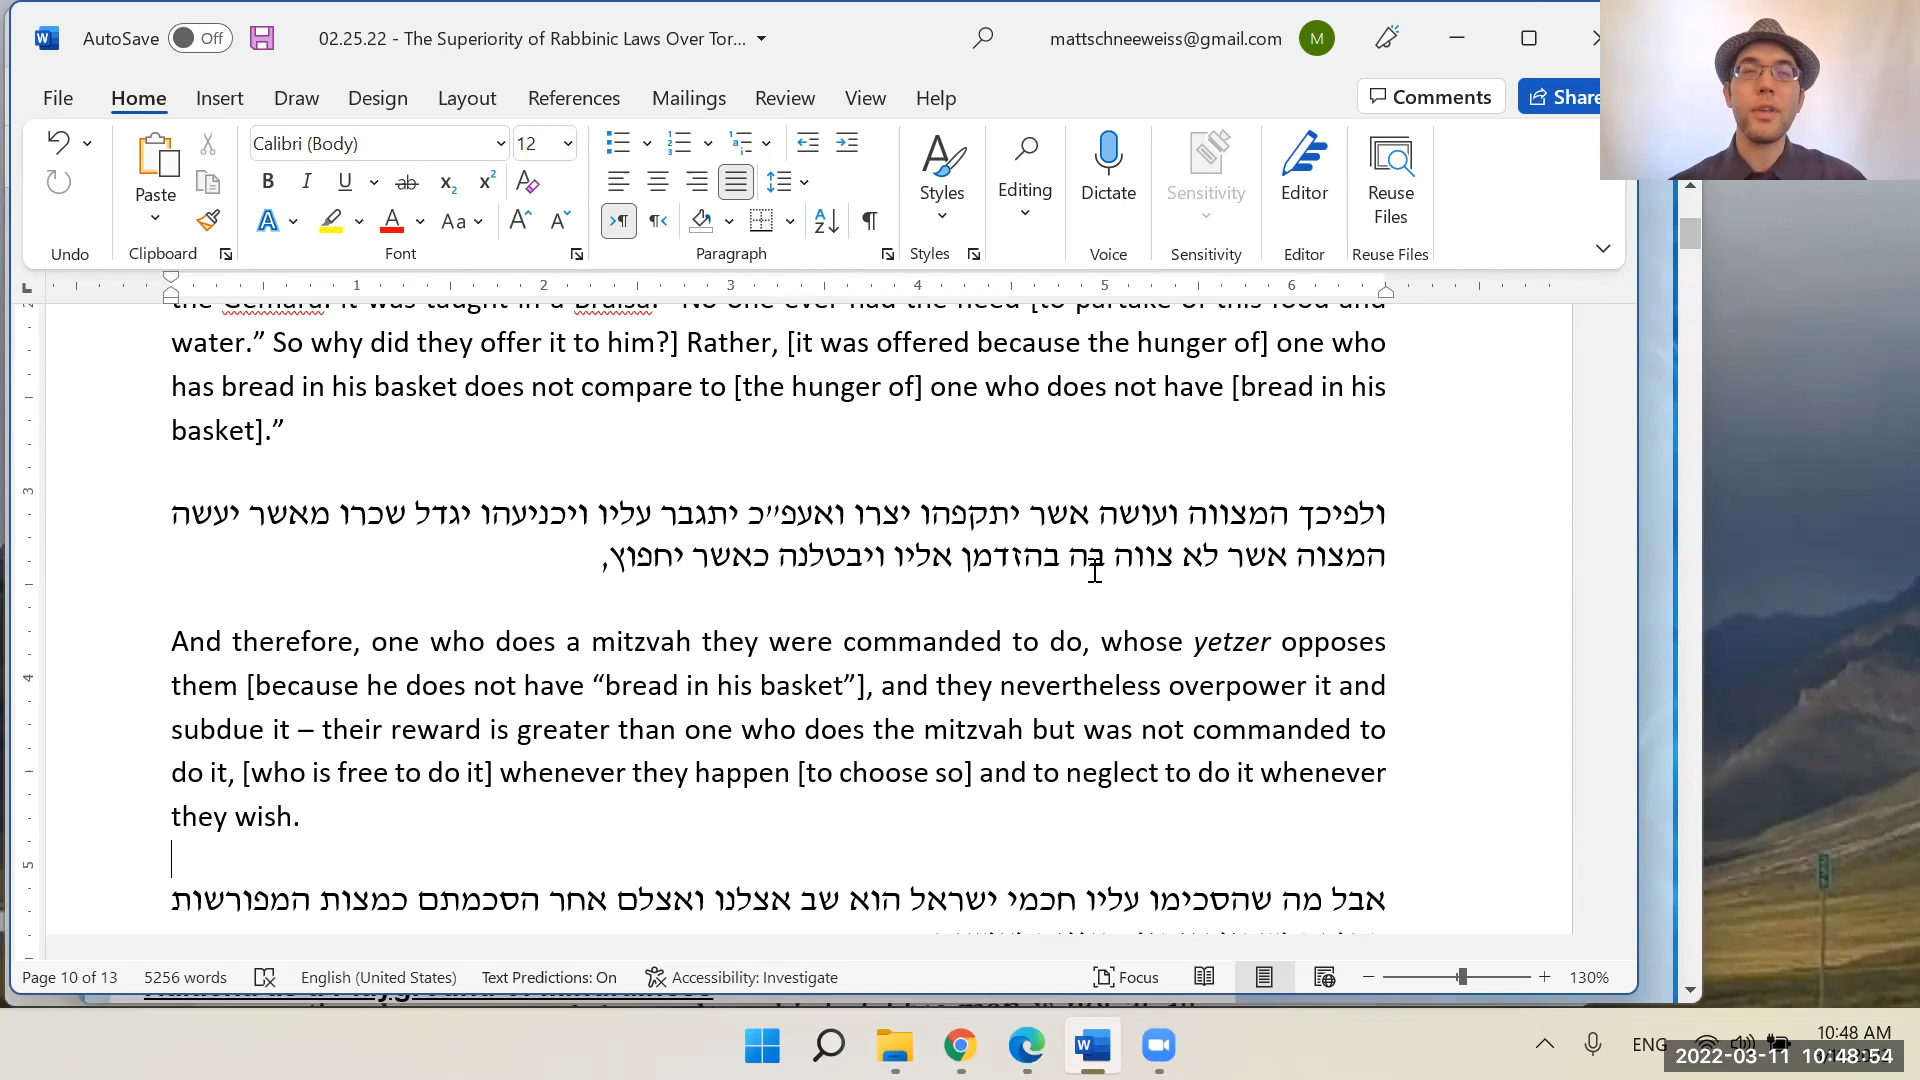 AutoSave Off 02.25.22 - The Superiority of Rabbinic Laws Over Tor... mattschneeweiss@gmail.com M
File Home Insert Draw Design Layout References Mailings Review View Help Comments Share
Calibri (Body) 12
Paste Styles Editing Dictate Sensitivity Editor Reuse Files
Undo Clipboard Font Paragraph Styles Voice Sensitivity Editor Reuse Files
1 2 3 4 5 6
water.” So why did they offer it to him?] Rather, [it was offered because the hunger of] one who
has bread in his basket does not compare to [the hunger of] one who does not have [bread in his
basket].”
ולפיכך המצווה ועושה אשר יתקפהו יצרו ואעפ״כ יתגבר עליו ויכניעהו יגדל שכרו מאשר יעשה
המצוה אשר לא צווה בה בהזדמן אליו ויבטלנה כאשר יחפוץ,
And therefore, one who does a mitzvah they were commanded to do, whose yetzer opposes
them [because he does not have “bread in his basket”], and they nevertheless overpower it and
subdue it – their reward is greater than one who does the mitzvah but was not commanded to
do it, [who is free to do it] whenever they happen [to choose so] and to neglect to do it whenever
they wish.
אבל מה שהסכימו עליו חכמי ישראל הוא שב אצלנו ואצלם אחר הסכמתם כמצות המפורשות
Page 10 of 13 5256 words English (United States) Text Predictions: On Accessibility: Investigate Focus 130%
ENG 10:48 AM
2022-03-11 10:48:54